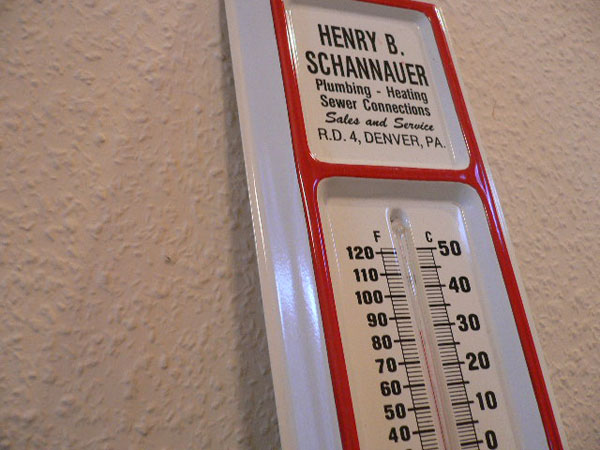 HENRY B.
SCHANNAUER
Plumbing - Heating
Sewer Connections
Sales and Service
R.D. 4, DENVER, PA.
F C
120 50
110
100 40
90 30
80
70 20
60
50 10
40 0